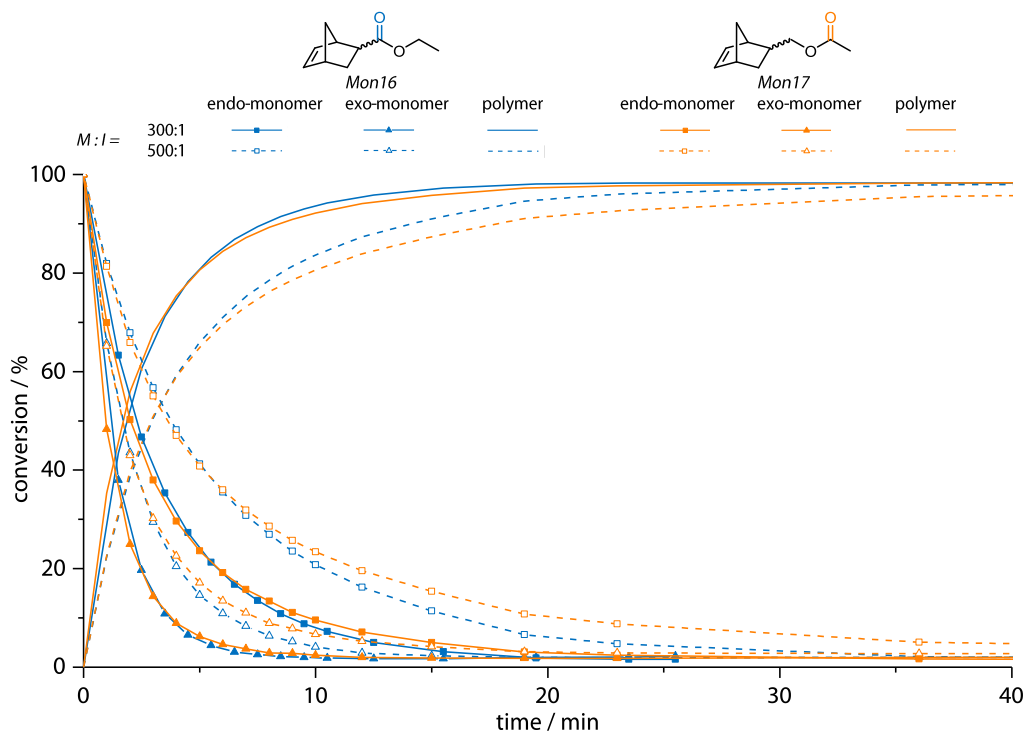 O
O
O
O
Mon16
Mon17
endo-monomer exo-monomer polymer endo-monomer exo-monomer polymer
M : I = 300:1
500:1
100
80
60
40
20
0
conversion / %
0 10 20 30 40
time / min